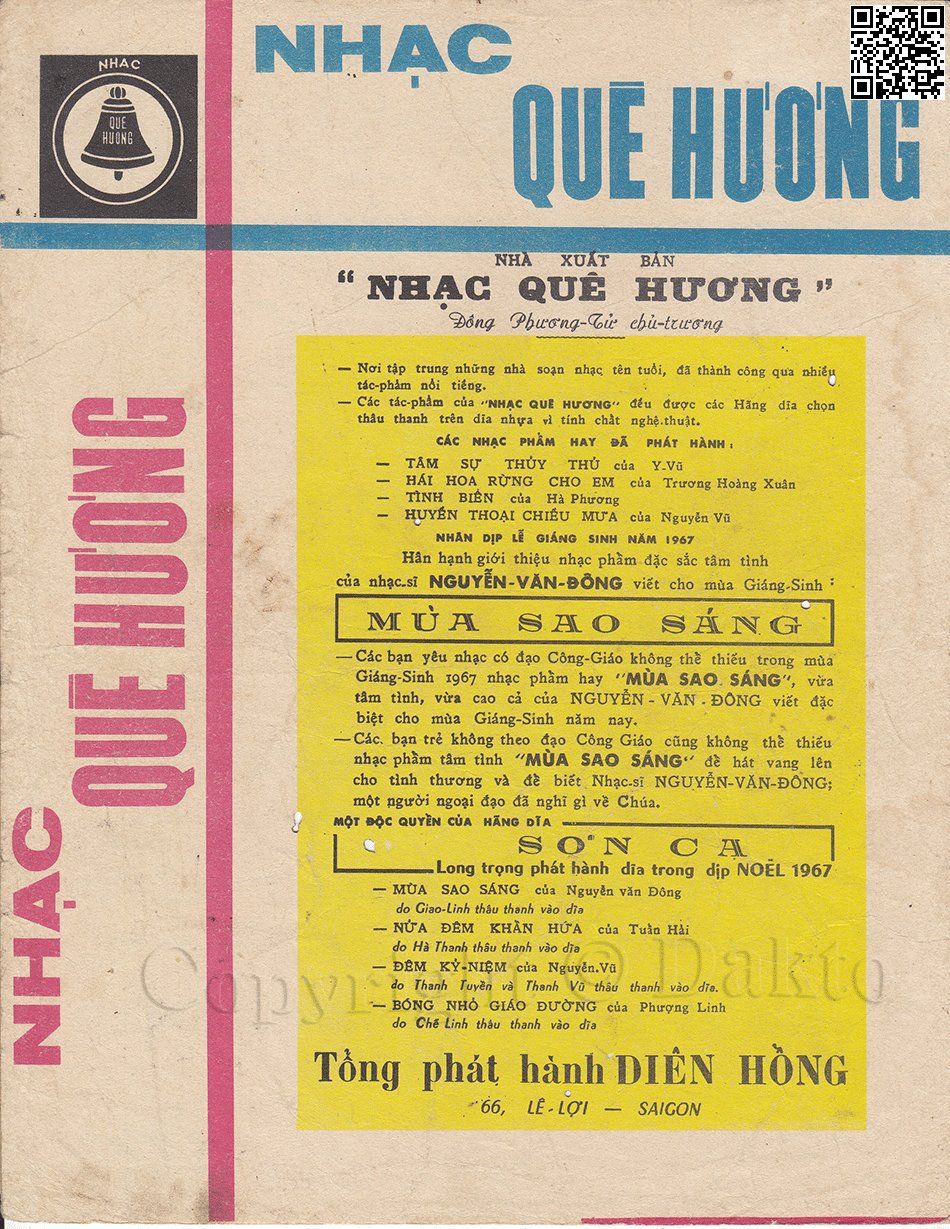 NHẠC
QUÊ
HƯƠNG
NHẠC
QUÊ HƯƠNG
NHÀ XUẤT BẢN
“NHẠC QUÊ HƯƠNG”
Đông Phương-Tử chủ-trương
— Nơi tập trung những nhà soạn nhạc tên tuổi, đã thành công qua nhiều
tác-phẩm nổi tiếng.
— Các tác-phẩm của "NHẠC QUÊ HƯƠNG" đều được các Hãng dĩa chọn
thâu thanh trên dĩa nhựa vì tính chất nghệ.thuật.
CÁC NHẠC PHẨM HAY ĐÃ PHÁT HÀNH :
— TÂM SỰ THỦY THỦ của Y-Vũ
— HÁI HOA RỪNG CHO EM của Trương Hoàng Xuân
— TÌNH BIỂN của Hà Phương
— HUYỀN THOẠI CHIỀU MƯA của Nguyễn Vũ
NHÂN DỊP LỄ GIÁNG SINH NĂM 1967
Hân hạnh giới thiệu nhạc phẩm đặc sắc tâm tình
của nhạc-sĩ NGUYỄN-VĂN-ĐÔNG viết cho mùa Giáng-Sinh :
MÙA SAO SÁNG
— Các bạn yêu nhạc có đạo Công-Giáo không thể thiếu trong mùa
Giáng-Sinh 1967 nhạc phẩm hay "MÙA SAO SÁNG", vừa
tâm tình, vừa cao cả của NGUYỄN - VĂN - ĐÔNG viết đặc
biệt cho mùa Giáng-Sinh năm nay.
— Các. bạn trẻ không theo đạo Công Giáo cũng không thể thiếu
nhạc phẩm tâm tình "MÙA SAO SÁNG" để hát vang lên
cho tình thương và để biết Nhạc-sĩ NGUYỄN-VĂN-ĐÔNG;
một người ngoại đạo đã nghĩ gì về Chúa.
MỘT ĐỘC QUYỀN CỦA HÃNG DĨA
SƠN CA
Long trọng phát hành dĩa trong dịp NOËL 1967
— MÙA SAO SÁNG của Nguyễn văn Đông
do Giao-Linh thâu thanh vào dĩa
— NỬA ĐÊM KHẤN HỨA của Tuần Hải
do Hà Thanh thâu thanh vào dĩa
— ĐÊM KỶ-NIỆM của Nguyễn.Vũ
do Thanh Tuyền và Thanh Vũ thâu thanh vào dĩa.
— BÓNG NHỎ GIÁO ĐƯỜNG của Phượng Linh
do Chế Linh thâu thanh vào dĩa
Tổng phát hành DIÊN HỒNG
66, LÊ-LỢI — SAIGON
NHẠC
QUÊ HƯƠNG
Copyright © Dakto